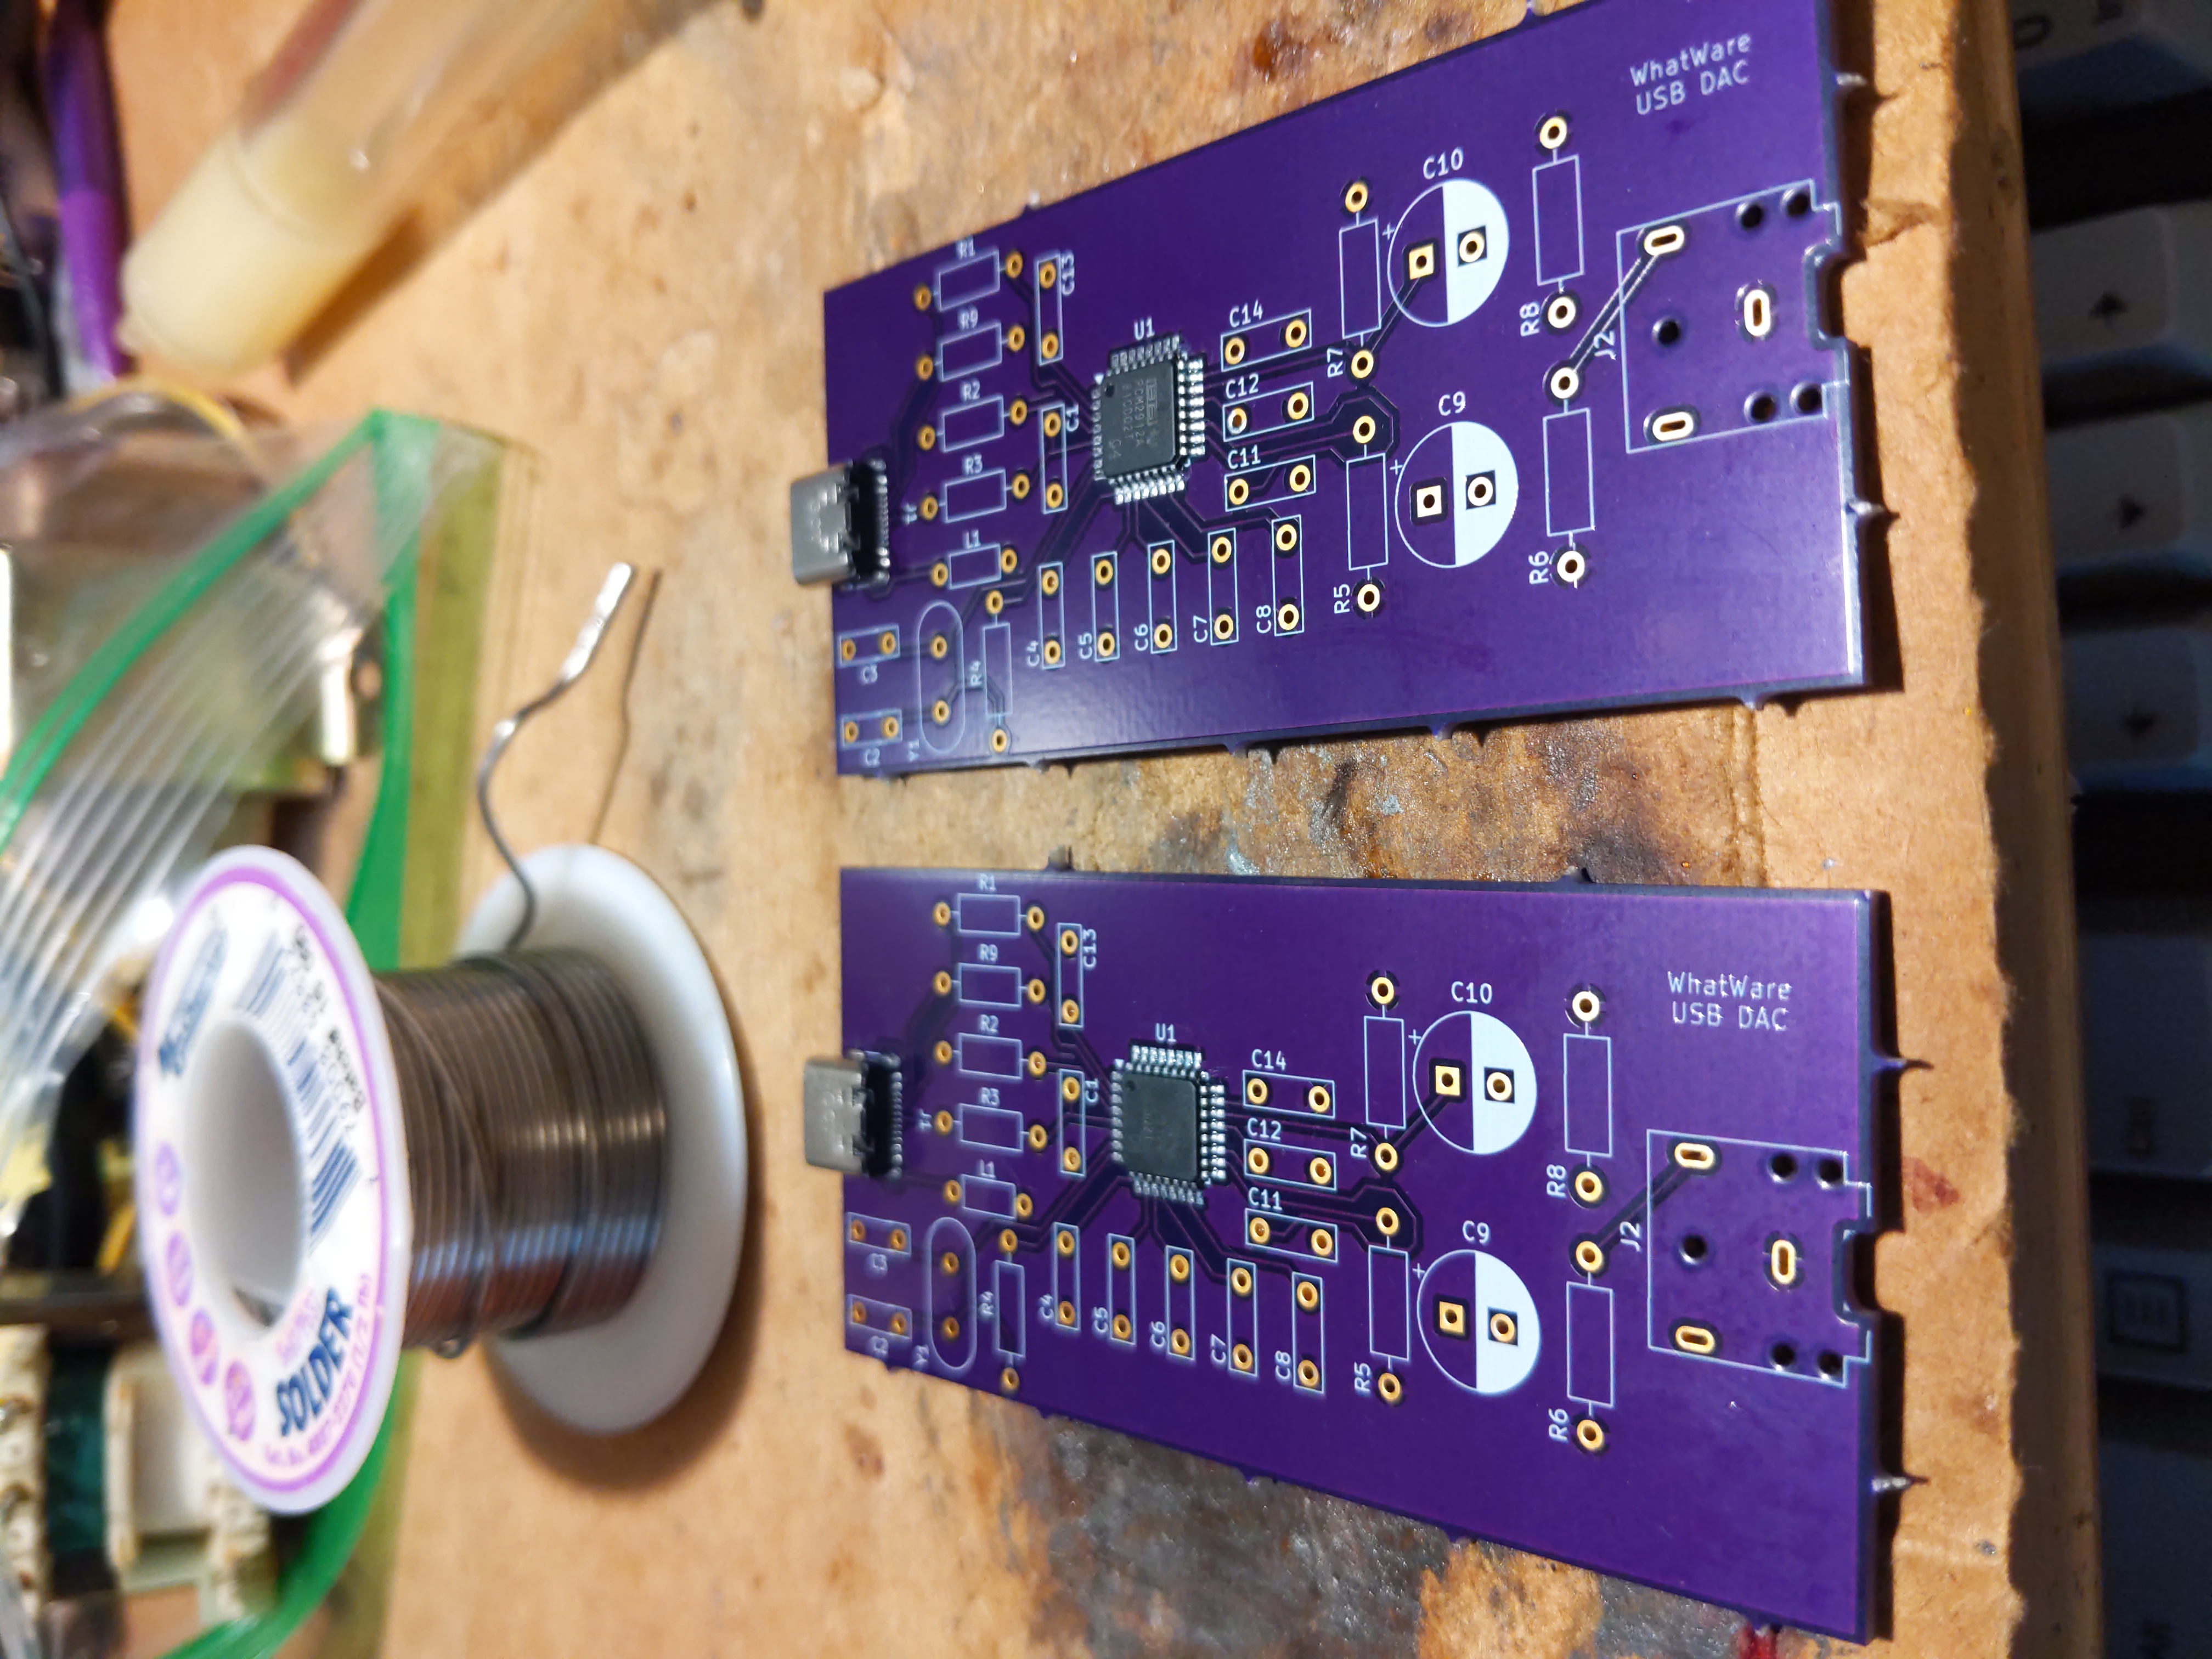 SOLDER
C2
C3
Y1
J1
R4
L1
R3
R2
R9
R1
C4
C1
C13
C5
C6
U1
C7
C8
C11
C12
C14
R5
R7
+
+
C9
C10
R6
R8
J2
WhatWare
USB DAC
C2
C3
Y1
J1
R4
L1
R3
R2
R9
R1
C4
C1
C13
C5
C6
PCM2912A
U1
C7
C8
C11
C12
C14
R5
R7
+
+
C9
C10
R6
R8
J2
WhatWare
USB DAC
Ctrl